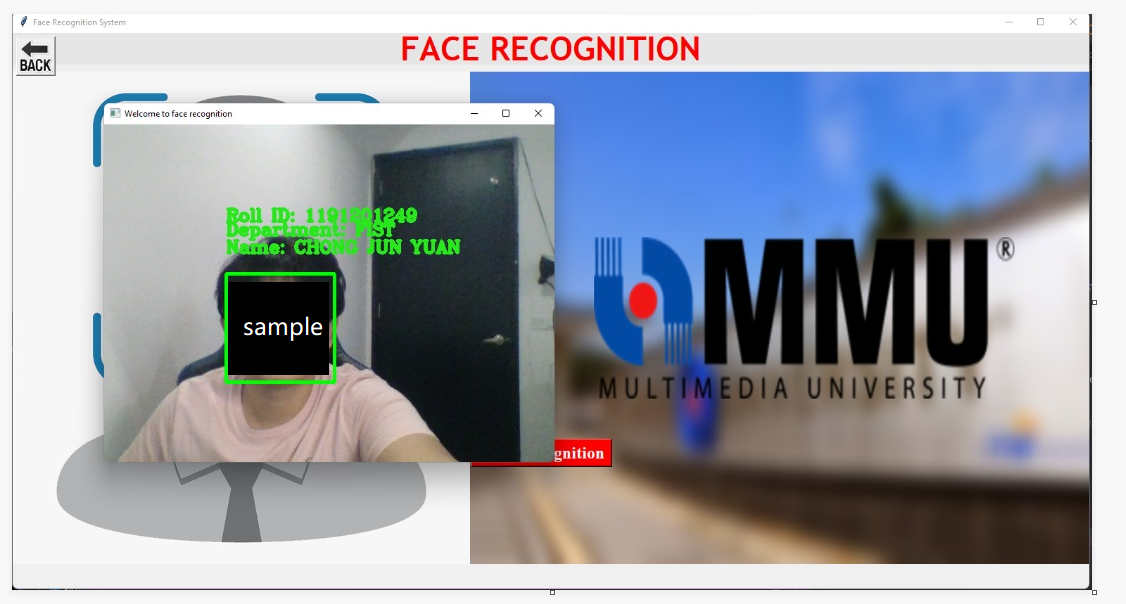 Face Recognition System
BACK
FACE RECOGNITION
Welcome to face recognition
Roll ID: 1191201249
Department: FIST
Name: CHONG JUN YUAN
sample
MMU®
MULTIMEDIA UNIVERSITY
gnition